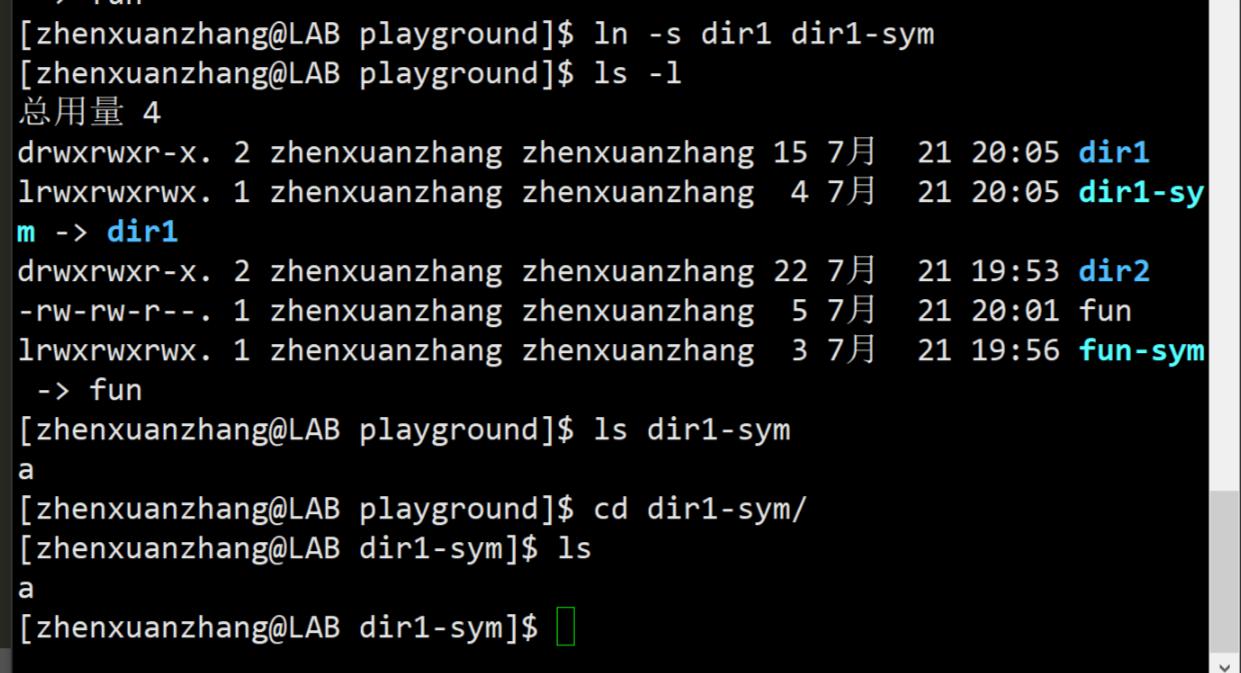 -> fun
[zhenxuanzhang@LAB playground]$ ln -s dir1 dir1-sym
[zhenxuanzhang@LAB playground]$ ls -l
总用量 4
drwxrwxr-x. 2 zhenxuanzhang zhenxuanzhang 15 7月  21 20:05 dir1
lrwxrwxrwx. 1 zhenxuanzhang zhenxuanzhang  4 7月  21 20:05 dir1-sy
m -> dir1
drwxrwxr-x. 2 zhenxuanzhang zhenxuanzhang 22 7月  21 19:53 dir2
-rw-rw-r--. 1 zhenxuanzhang zhenxuanzhang  5 7月  21 20:01 fun
lrwxrwxrwx. 1 zhenxuanzhang zhenxuanzhang  3 7月  21 19:56 fun-sym
 -> fun
[zhenxuanzhang@LAB playground]$ ls dir1-sym
a
[zhenxuanzhang@LAB playground]$ cd dir1-sym/
[zhenxuanzhang@LAB dir1-sym]$ ls
a
[zhenxuanzhang@LAB dir1-sym]$